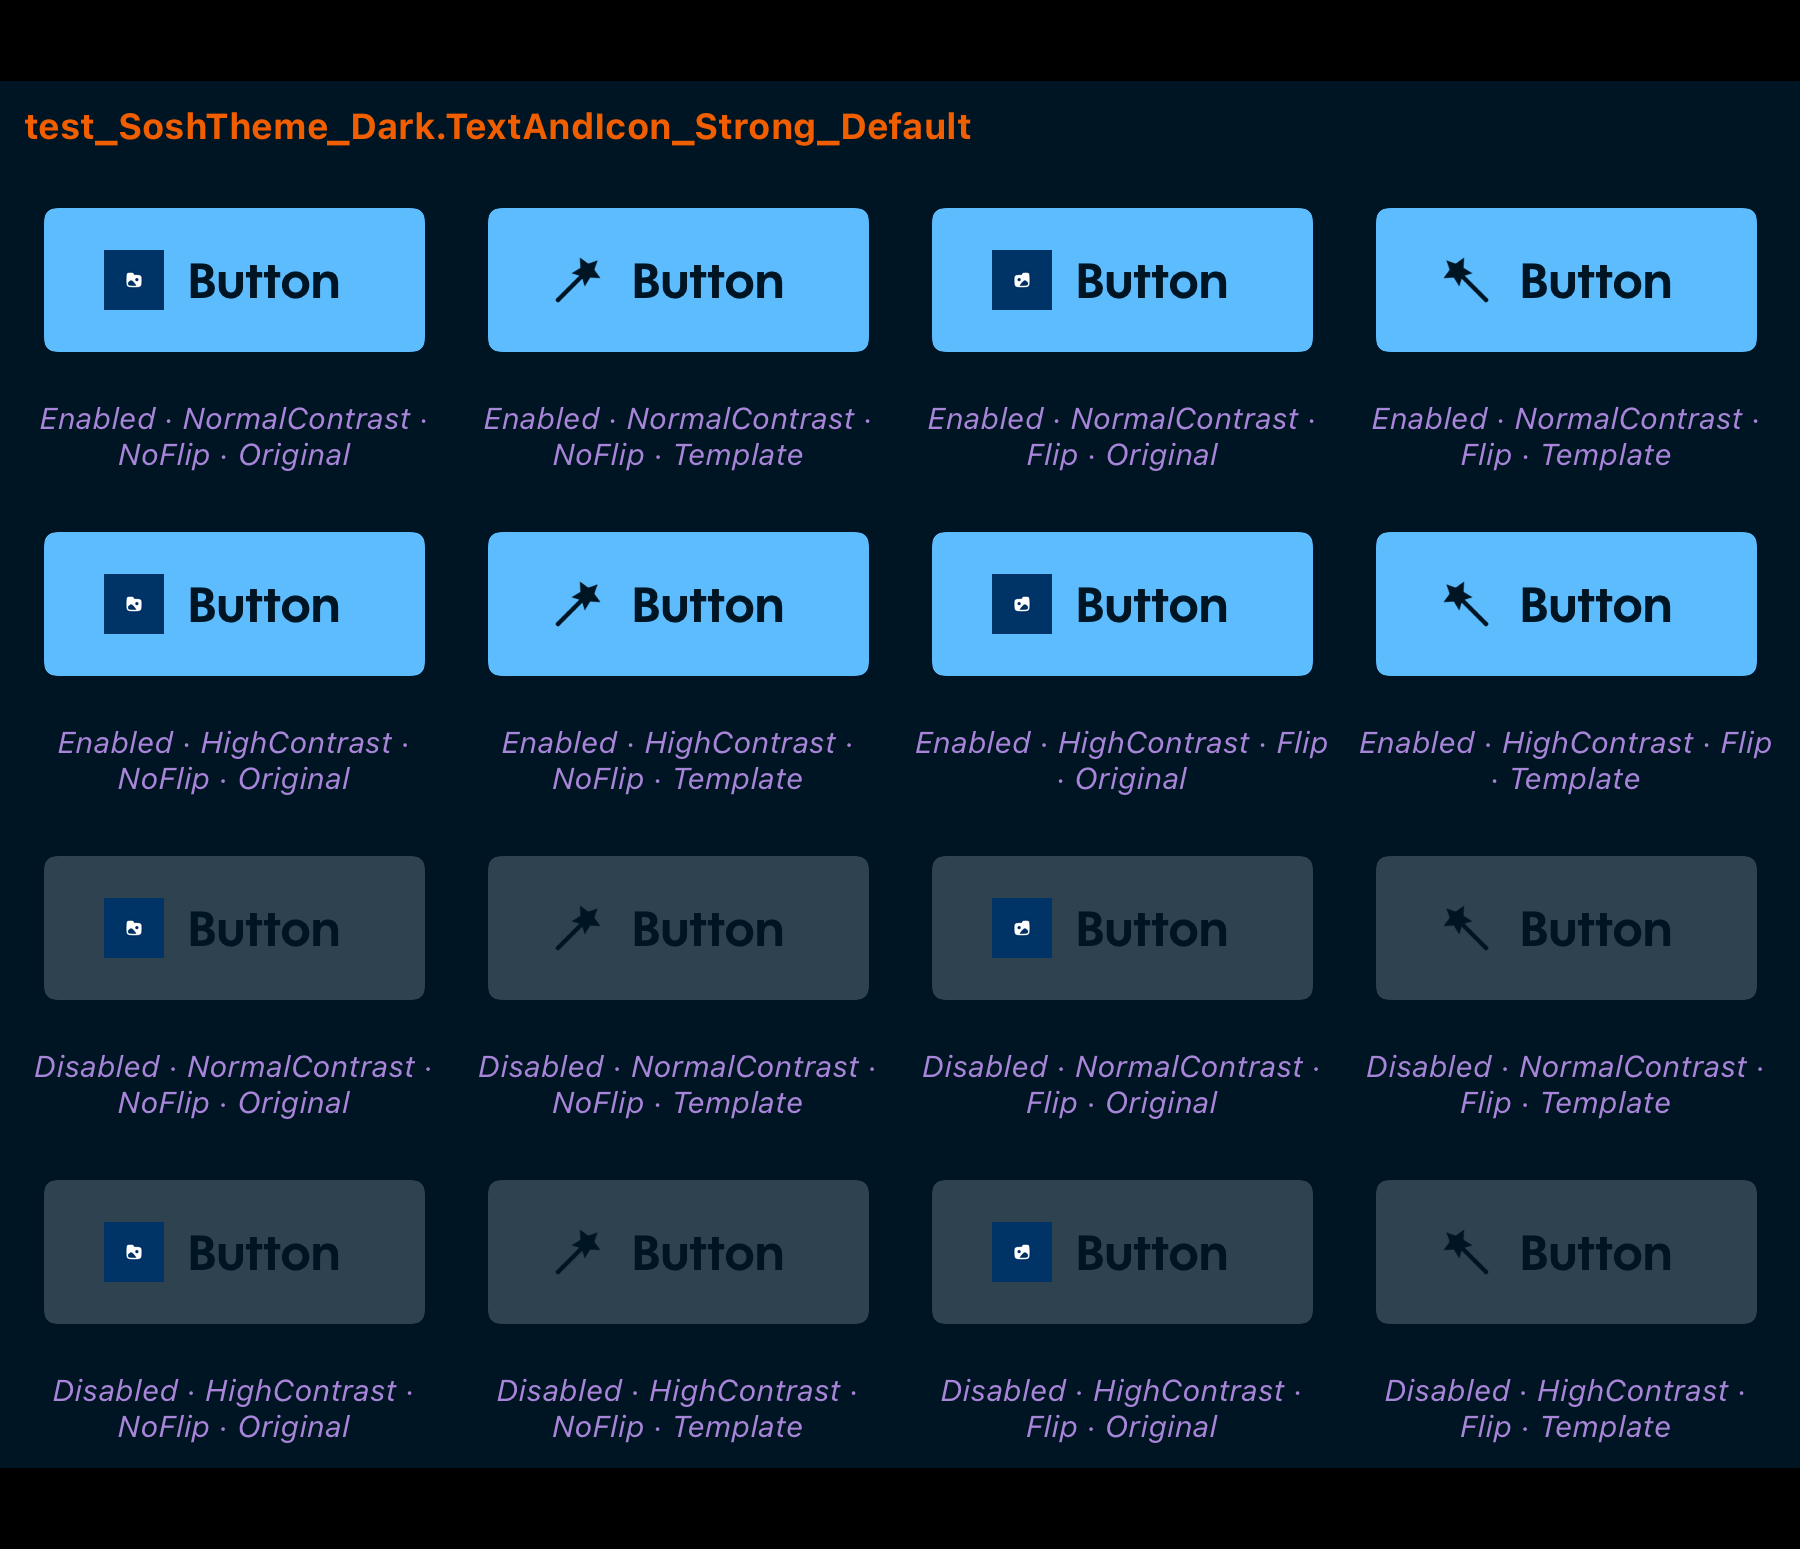 test_SoshTheme_Dark.TextAndIcon_Strong_Default
Button
Button
Button
Button
Enabled · NormalContrast ·
NoFlip · Original
Enabled · NormalContrast ·
NoFlip · Template
Enabled · NormalContrast ·
Flip · Original
Enabled · NormalContrast ·
Flip · Template
Button
Button
Button
Button
Enabled · HighContrast ·
NoFlip · Original
Enabled · HighContrast ·
NoFlip · Template
Enabled · HighContrast · Flip
· Original
Enabled · HighContrast · Flip
· Template
Button
Button
Button
Button
Disabled · NormalContrast ·
NoFlip · Original
Disabled · NormalContrast ·
NoFlip · Template
Disabled · NormalContrast ·
Flip · Original
Disabled · NormalContrast ·
Flip · Template
Button
Button
Button
Button
Disabled · HighContrast ·
NoFlip · Original
Disabled · HighContrast ·
NoFlip · Template
Disabled · HighContrast ·
Flip · Original
Disabled · HighContrast ·
Flip · Template